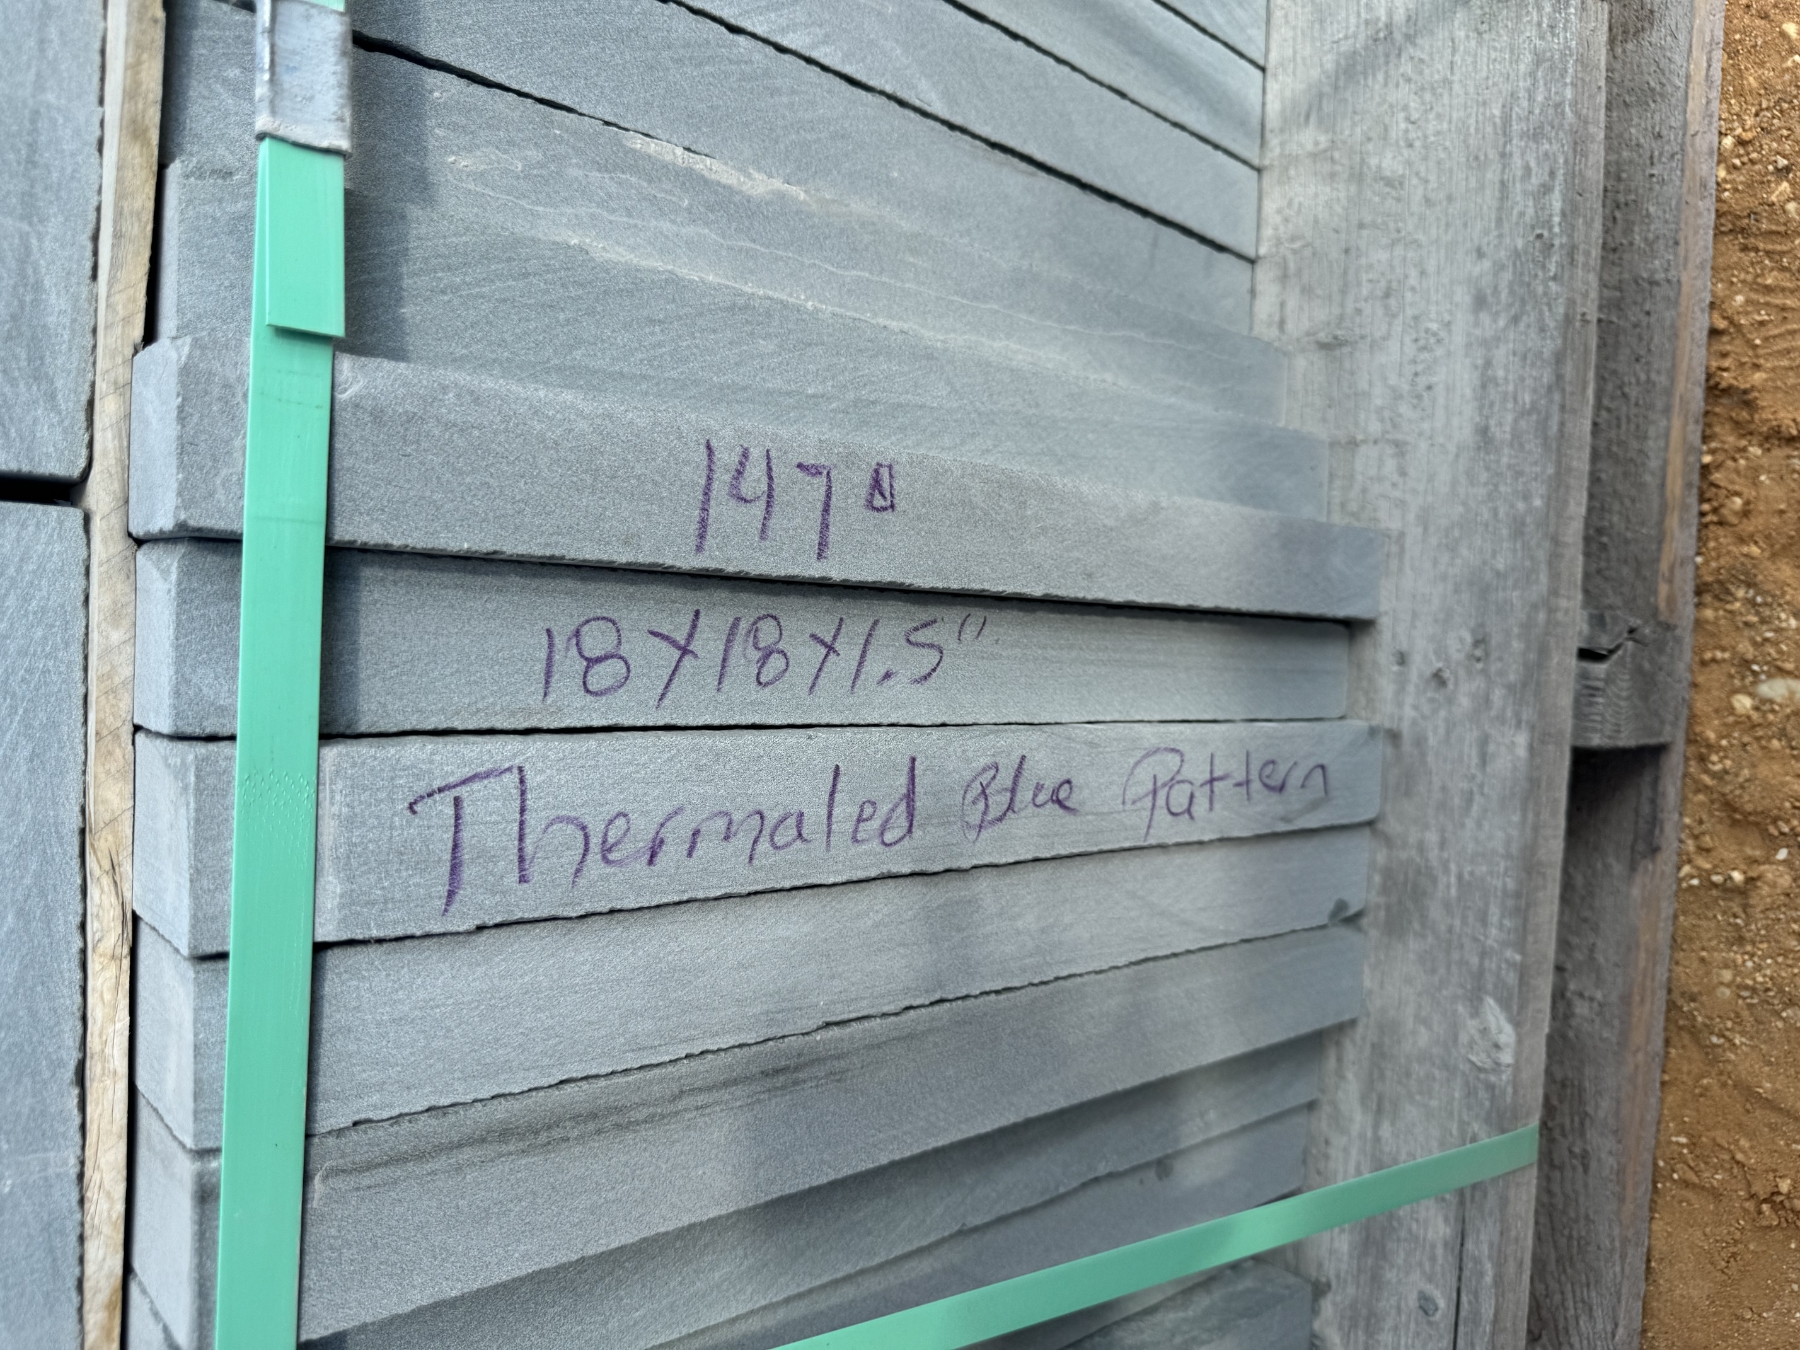 147 □
18x18x1.5"
Thermaled Blue Pattern